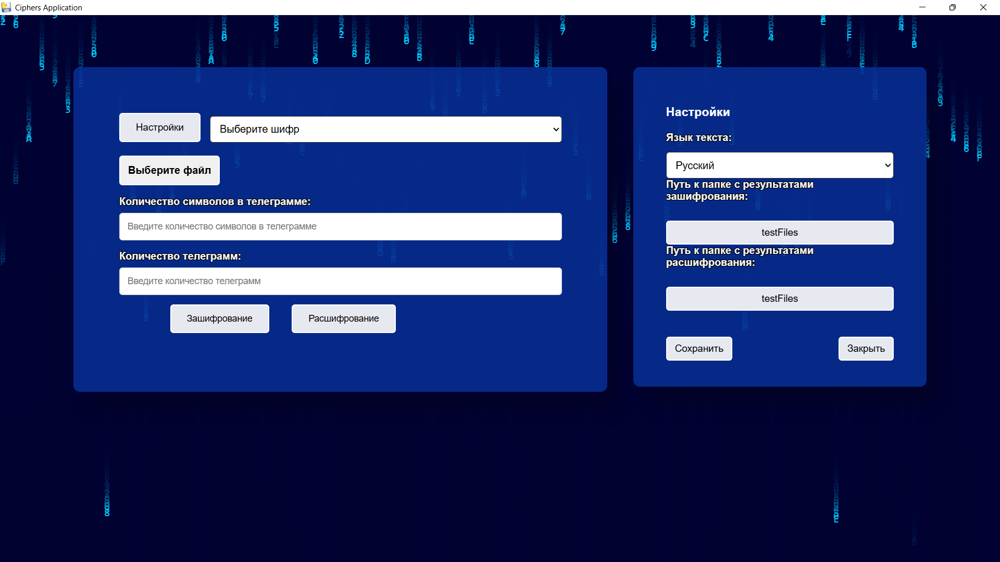 Ciphers Application
Настройки
Выберите шифр
Выберите файл
Количество символов в телеграмме:
Введите количество символов в телеграмме
Количество телеграмм:
Введите количество телеграмм
Зашифрование
Расшифрование
Настройки
Язык текста:
Русский
Путь к папке с результатами
зашифрования:
testFiles
Путь к папке с результатами
расшифрования:
testFiles
Сохранить
Закрыть